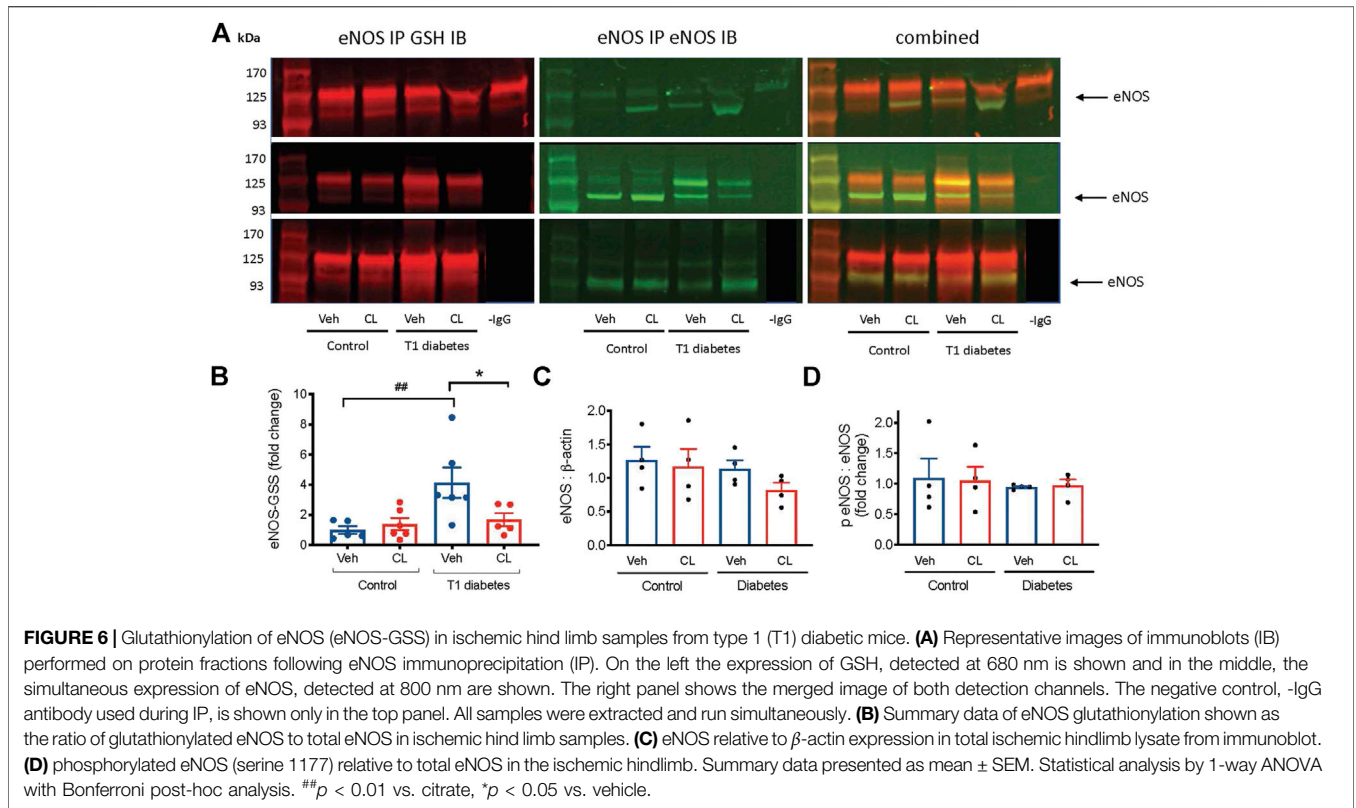 A kDa eNOS IP GSH IB eNOS IP eNOS IB combined
170
125
93
← eNOS
170
125
93
← eNOS
170
125
93
← eNOS
Veh CL Veh CL -IgG Veh CL Veh CL -IgG Veh CL Veh CL -IgG
Control T1 diabetes Control T1 diabetes Control T1 diabetes
B
eNOS-GSS (fold change)
10
8
6
4
2
0
##
*
Veh CL Veh CL
Control T1 diabetes
C
eNOS : β-actin
2.0
1.5
1.0
0.5
0.0
Veh CL Veh CL
Control Diabetes
D
p eNOS : eNOS
(fold change)
2.0
1.5
1.0
0.5
0.0
Veh CL Veh CL
Control Diabetes
FIGURE 6 | Glutathionylation of eNOS (eNOS-GSS) in ischemic hind limb samples from type 1 (T1) diabetic mice. (A) Representative images of immunoblots (IB)
performed on protein fractions following eNOS immunoprecipitation (IP). On the left the expression of GSH, detected at 680 nm is shown and in the middle, the
simultaneous expression of eNOS, detected at 800 nm are shown. The right panel shows the merged image of both detection channels. The negative control, -IgG
antibody used during IP, is shown only in the top panel. All samples were extracted and run simultaneously. (B) Summary data of eNOS glutathionylation shown as
the ratio of glutathionylated eNOS to total eNOS in ischemic hind limb samples. (C) eNOS relative to β-actin expression in total ischemic hindlimb lysate from immunoblot.
(D) phosphorylated eNOS (serine 1177) relative to total eNOS in the ischemic hindlimb. Summary data presented as mean ± SEM. Statistical analysis by 1-way ANOVA
with Bonferroni post-hoc analysis. ##p < 0.01 vs. citrate, *p < 0.05 vs. vehicle.